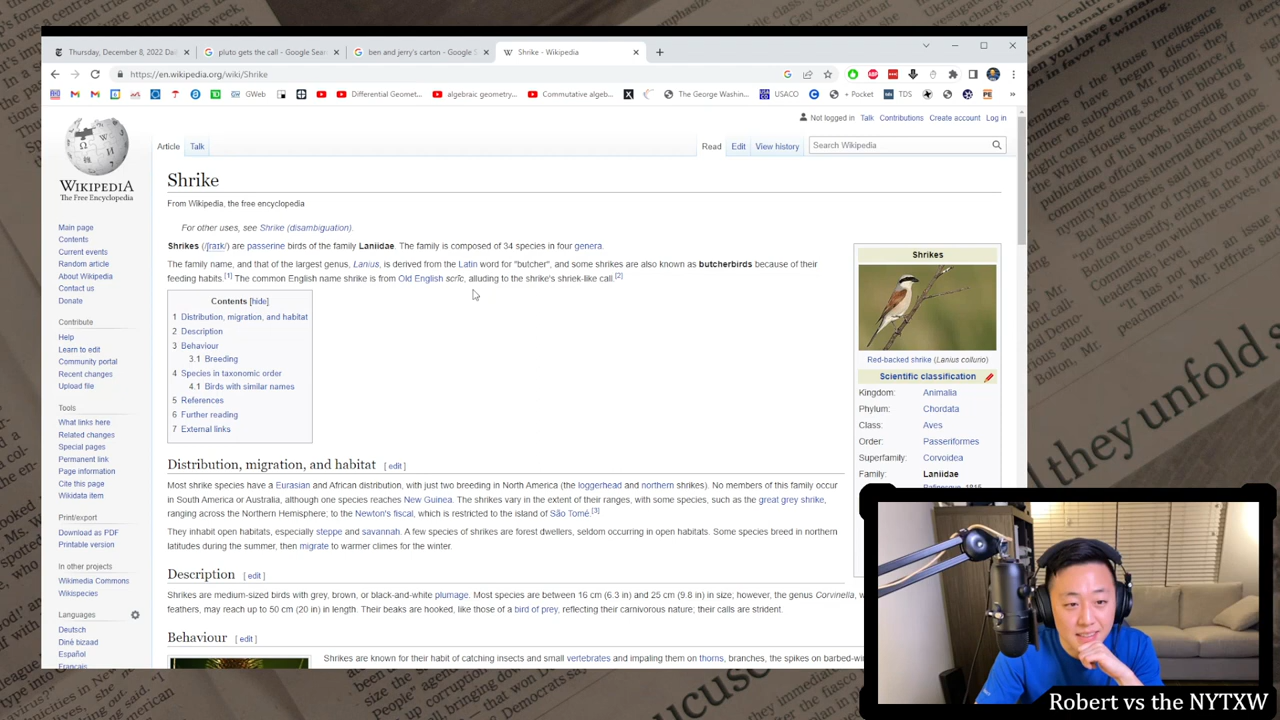 Thursday, December 8, 2022 Dai
pluto gets the call - Google Sear
ben and jerry's carton - Google S
Shrike - Wikipedia
https://en.wikipedia.org/wiki/Shrike
GWeb
Differential Geomet...
algebraic geometry...
Commutative algeb...
The George Washin...
USACO
+ Pocket
TDS
Not logged in Talk Contributions Create account Log in
WIKIPEDIA
The Free Encyclopedia
Article Talk
Read Edit View history
Search Wikipedia
Main page
Contents
Current events
Random article
About Wikipedia
Contact us
Donate
Contribute
Help
Learn to edit
Community portal
Recent changes
Upload file
Tools
What links here
Related changes
Special pages
Permanent link
Page information
Cite this page
Wikidata item
Print/export
Download as PDF
Printable version
In other projects
Wikimedia Commons
Wikispecies
Languages
Deutsch
Diné bizaad
Español
Français
Shrike
From Wikipedia, the free encyclopedia
For other uses, see Shrike (disambiguation).
Shrikes (/ʃraɪk/) are passerine birds of the family Laniidae. The family is composed of 34 species in four genera.
The family name, and that of the largest genus, Lanius, is derived from the Latin word for "butcher", and some shrikes are also known as butcherbirds because of their
feeding habits.[1] The common English name shrike is from Old English scrīc, alluding to the shrike's shriek-like call.[2]
Contents [hide]
1 Distribution, migration, and habitat
2 Description
3 Behaviour
3.1 Breeding
4 Species in taxonomic order
4.1 Birds with similar names
5 References
6 Further reading
7 External links
Distribution, migration, and habitat [ edit ]
Most shrike species have a Eurasian and African distribution, with just two breeding in North America (the loggerhead and northern shrikes). No members of this family occur
in South America or Australia, although one species reaches New Guinea. The shrikes vary in the extent of their ranges, with some species, such as the great grey shrike,
ranging across the Northern Hemisphere; to the Newton's fiscal, which is restricted to the island of São Tomé.[3]
They inhabit open habitats, especially steppe and savannah. A few species of shrikes are forest dwellers, seldom occurring in open habitats. Some species breed in northern
latitudes during the summer, then migrate to warmer climes for the winter.
Description [ edit ]
Shrikes are medium-sized birds with grey, brown, or black-and-white plumage. Most species are between 16 cm (6.3 in) and 25 cm (9.8 in) in size; however, the genus Corvinella, w
feathers, may reach up to 50 cm (20 in) in length. Their beaks are hooked, like those of a bird of prey, reflecting their carnivorous nature; their calls are strident.
Behaviour [ edit ]
Shrikes are known for their habit of catching insects and small vertebrates and impaling them on thorns, branches, the spikes on barbed-wi
Shrikes
Red-backed shrike (Lanius collurio)
Scientific classification
Kingdom: Animalia
Phylum: Chordata
Class: Aves
Order: Passeriformes
Superfamily: Corvoidea
Family: Laniidae
they unfold s
Robert vs the NYTXW